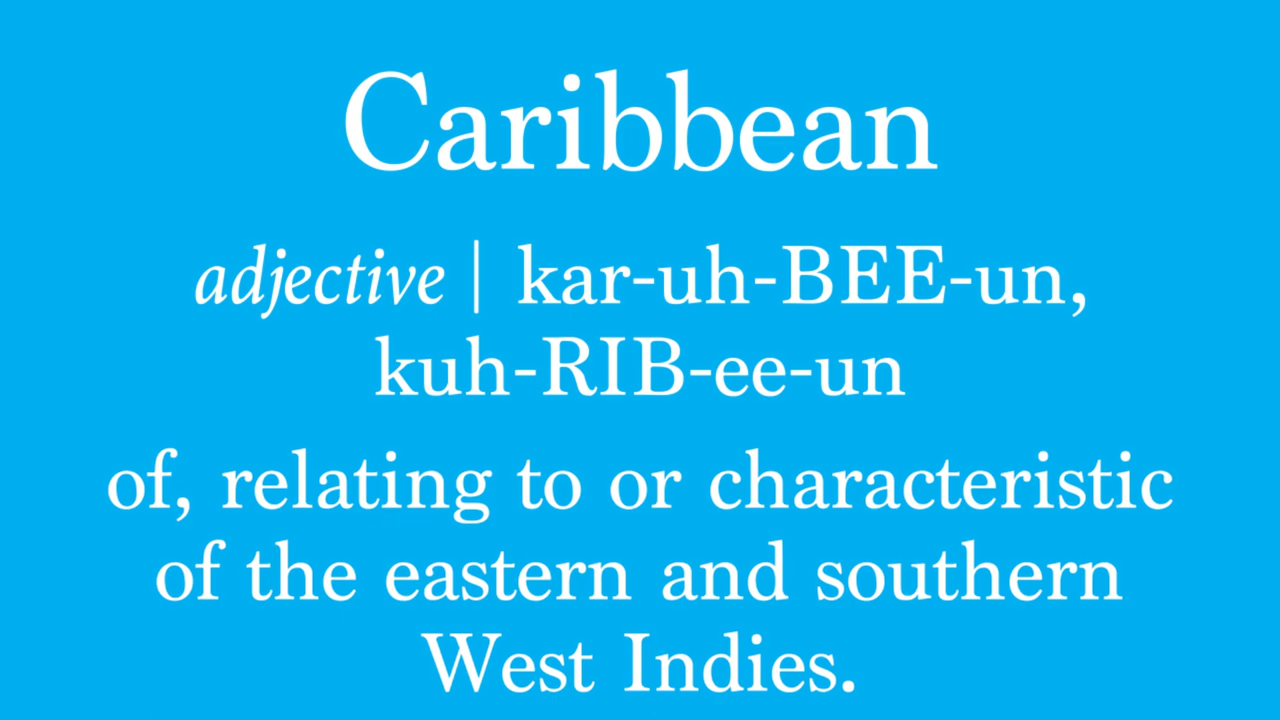 Caribbean
adjective | kar-uh-BEE-un,
kuh-RIB-ee-un
of, relating to or characteristic
of the eastern and southern
West Indies.